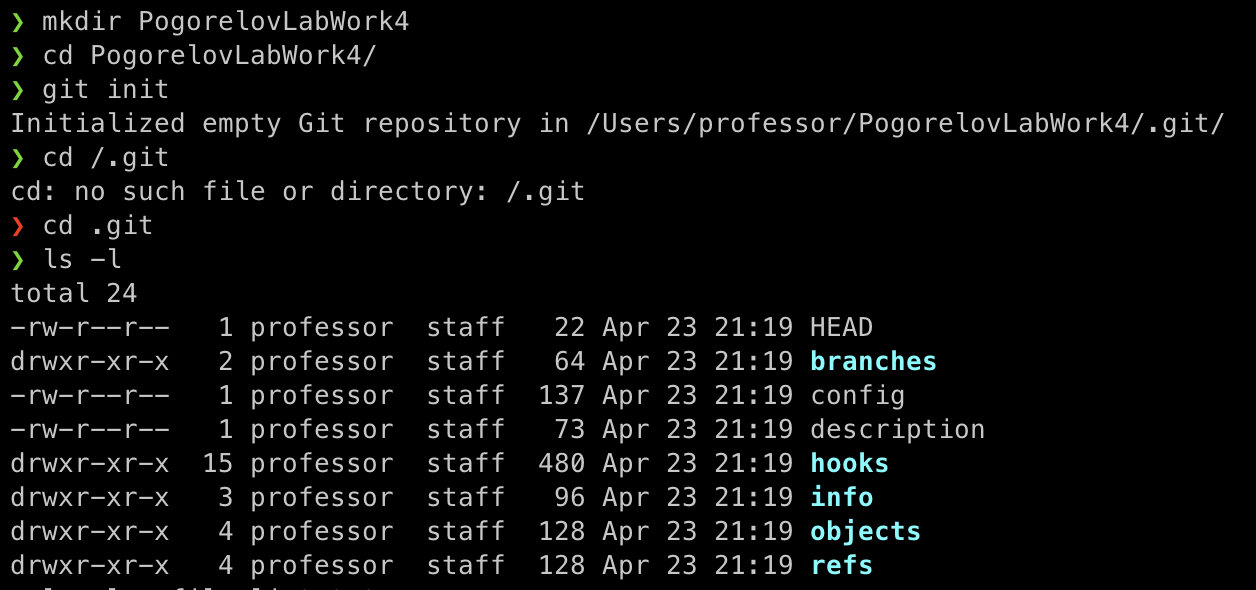 ❯ mkdir PogorelovLabWork4
❯ cd PogorelovLabWork4/
❯ git init
Initialized empty Git repository in /Users/professor/PogorelovLabWork4/.git/
❯ cd /.git
cd: no such file or directory: /.git
❯ cd .git
❯ ls -l
total 24
-rw-r--r--   1 professor  staff   22 Apr 23 21:19 HEAD
drwxr-xr-x   2 professor  staff   64 Apr 23 21:19 branches
-rw-r--r--   1 professor  staff  137 Apr 23 21:19 config
-rw-r--r--   1 professor  staff   73 Apr 23 21:19 description
drwxr-xr-x  15 professor  staff  480 Apr 23 21:19 hooks
drwxr-xr-x   3 professor  staff   96 Apr 23 21:19 info
drwxr-xr-x   4 professor  staff  128 Apr 23 21:19 objects
drwxr-xr-x   4 professor  staff  128 Apr 23 21:19 refs